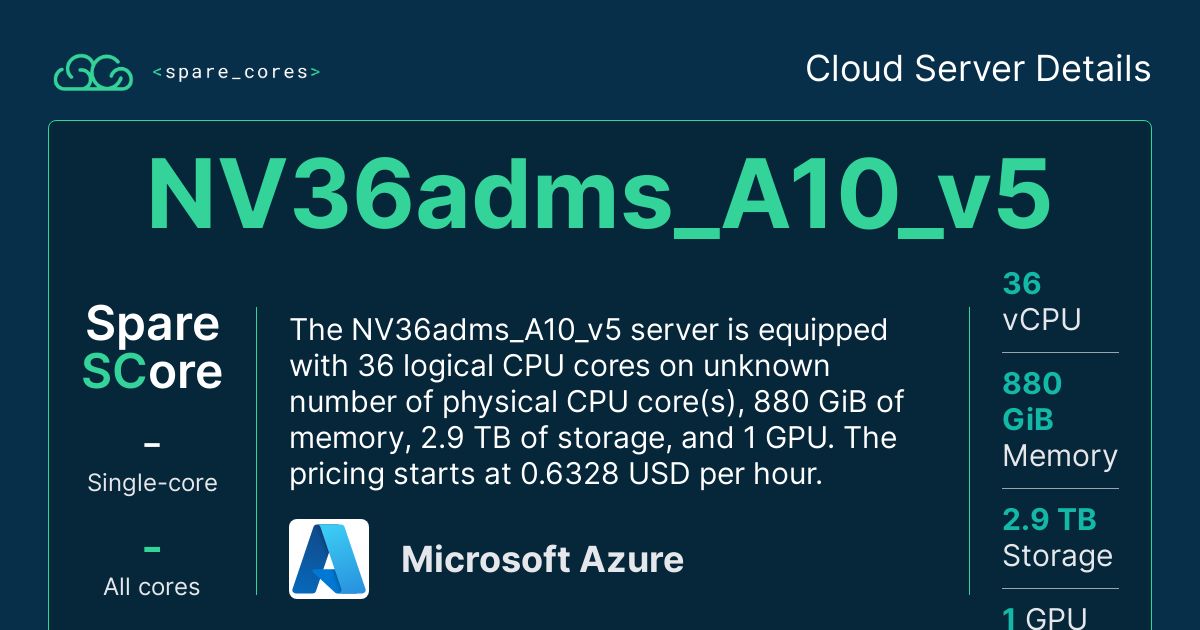 <spare_cores>
Cloud Server Details
NV36adms_A10_v5
Spare
SCore
–
Single-core
-
All cores
The NV36adms_A10_v5 server is equipped
with 36 logical CPU cores on unknown
number of physical CPU core(s), 880 GiB of
memory, 2.9 TB of storage, and 1 GPU. The
pricing starts at 0.6328 USD per hour.
Microsoft Azure
36
vCPU
880
GiB
Memory
2.9 TB
Storage
1 GPU